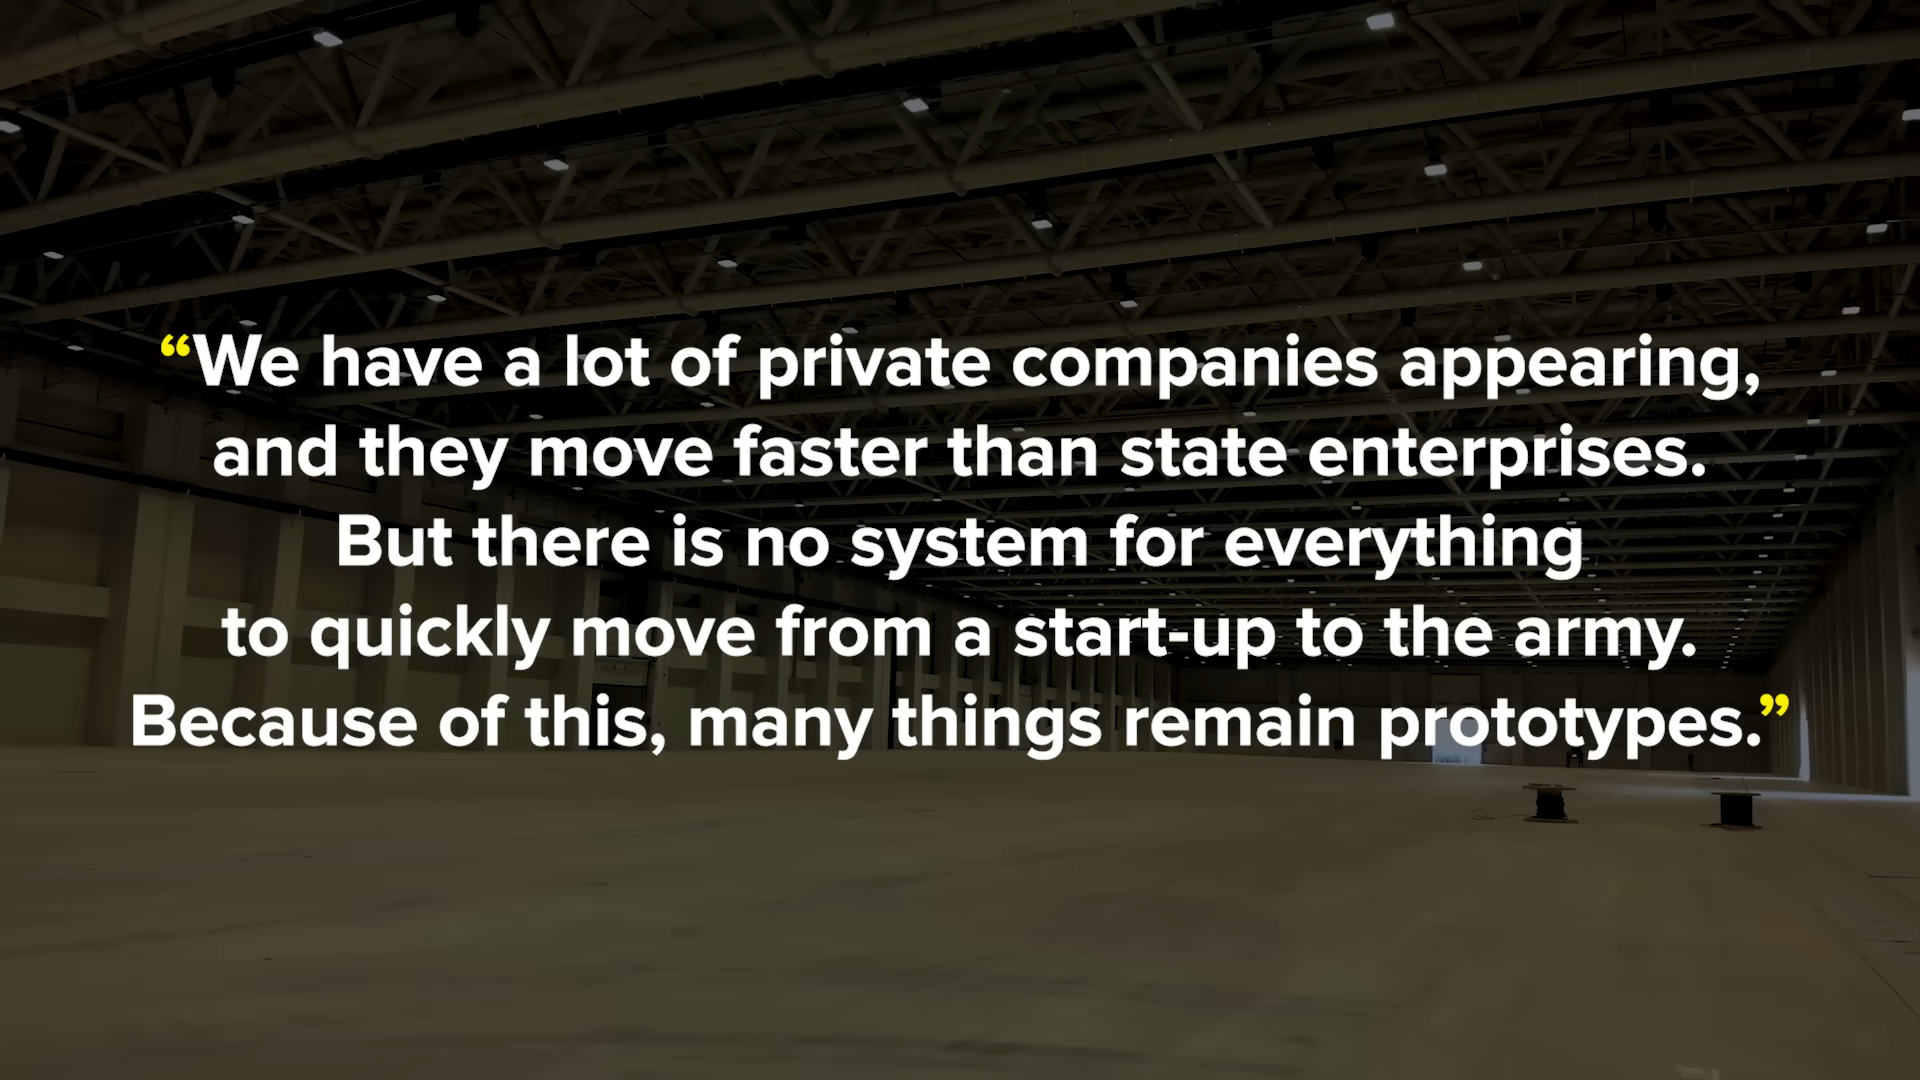 “We have a lot of private companies appearing,
and they move faster than state enterprises.
But there is no system for everything
to quickly move from a start-up to the army.
Because of this, many things remain prototypes.”